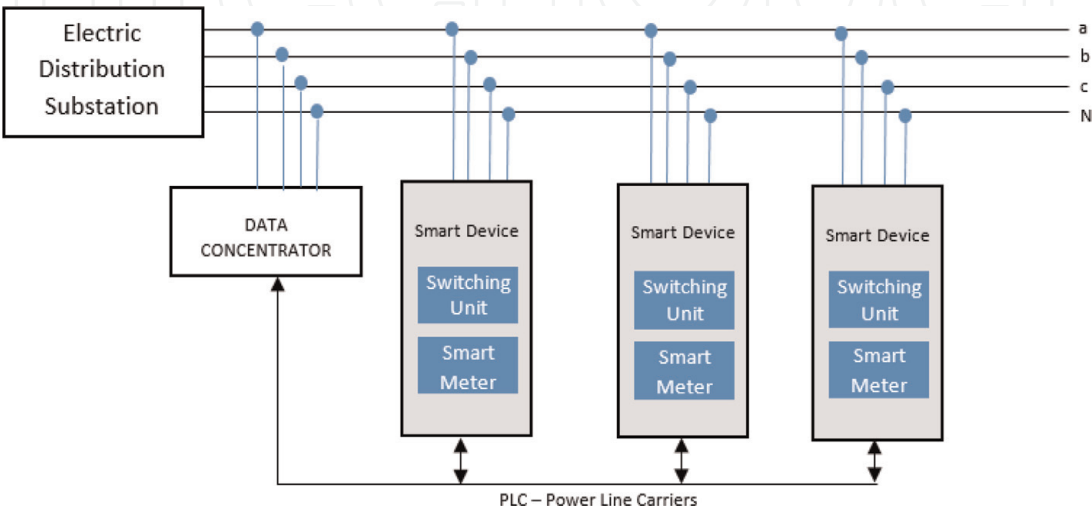 Electric
Distribution
Substation
a
b
c
N
DATA
CONCENTRATOR
Smart Device
Switching
Unit
Smart
Meter
Smart Device
Switching
Unit
Smart
Meter
Smart Device
Switching
Unit
Smart
Meter
PLC – Power Line Carriers